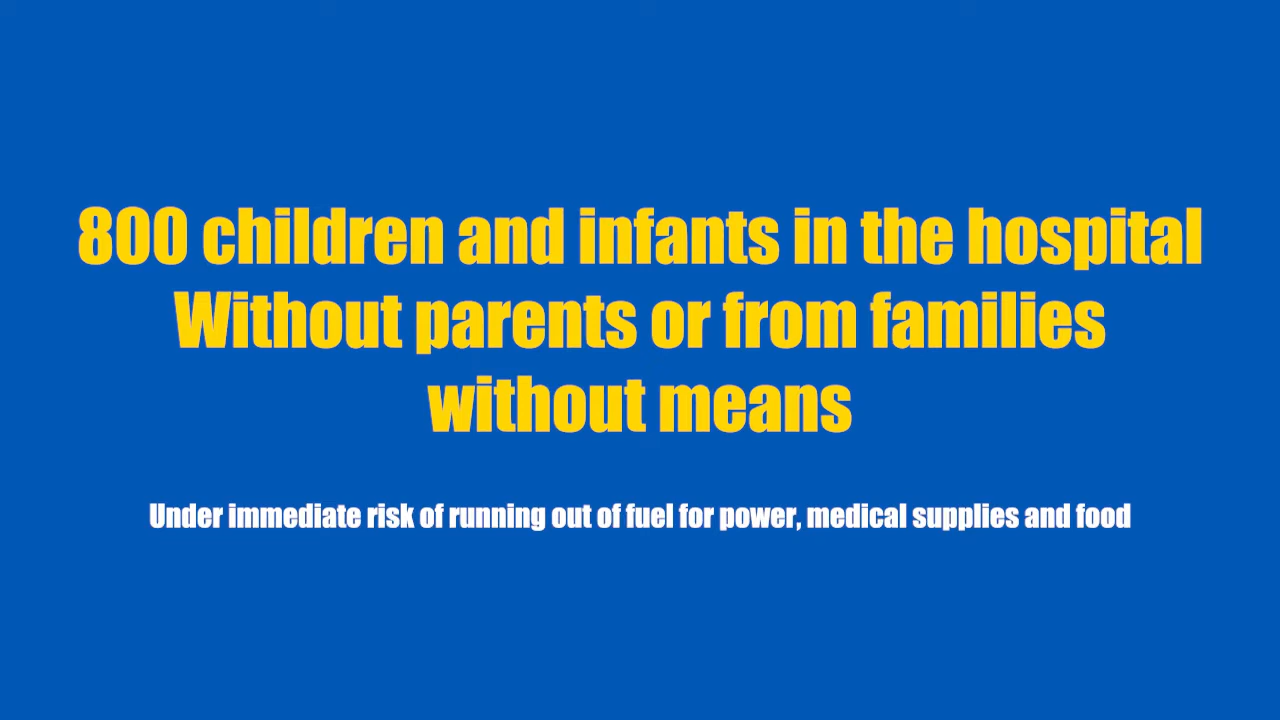 800 children and infants in the hospital
Without parents or from families
without means
Under immediate risk of running out of fuel for power, medical supplies and food